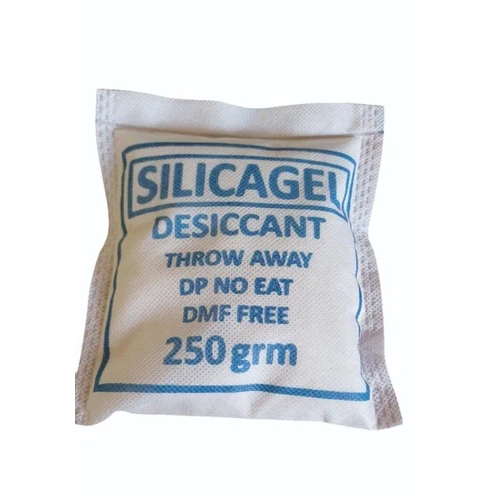 SILICAGEL
DESICCANT
THROW AWAY
DP NO EAT
DMF FREE
250 grm